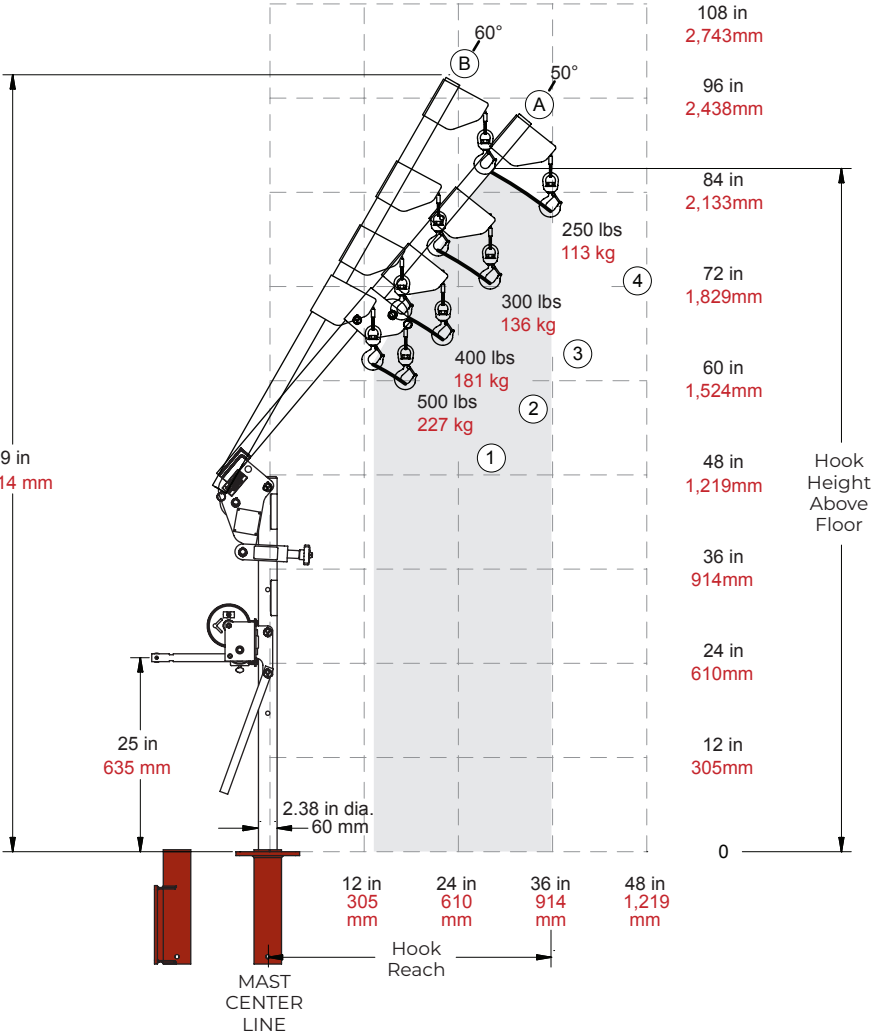 60°
B
50°
A
250 lbs
113 kg
300 lbs
136 kg
400 lbs
181 kg
500 lbs
227 kg
4
3
2
1
108 in
2,743mm
96 in
2,438mm
84 in
2,133mm
72 in
1,829mm
60 in
1,524mm
48 in
1,219mm
36 in
914mm
24 in
610mm
12 in
305mm
0
Hook
Height
Above
Floor
9 in
14 mm
25 in
635 mm
2.38 in dia.
60 mm
12 in
305
mm
24 in
610
mm
36 in
914
mm
48 in
1,219
mm
Hook
Reach
MAST
CENTER
LINE